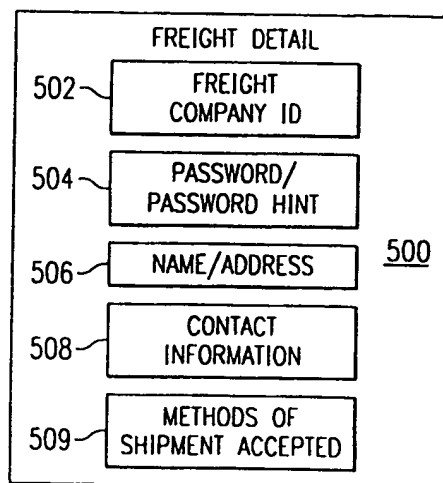 FREIGHT DETAIL
502
FREIGHT
COMPANY ID
504
PASSWORD/
PASSWORD HINT
506
NAME/ADDRESS
500
508
CONTACT
INFORMATION
509
METHODS OF
SHIPMENT ACCEPTED